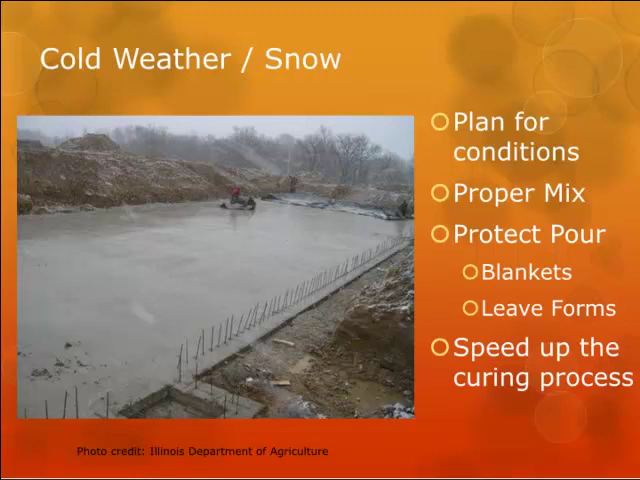 Cold Weather / Snow
Plan for
conditions
Proper Mix
Protect Pour
Blankets
Leave Forms
Speed up the
curing process
Photo credit: Illinois Department of Agriculture